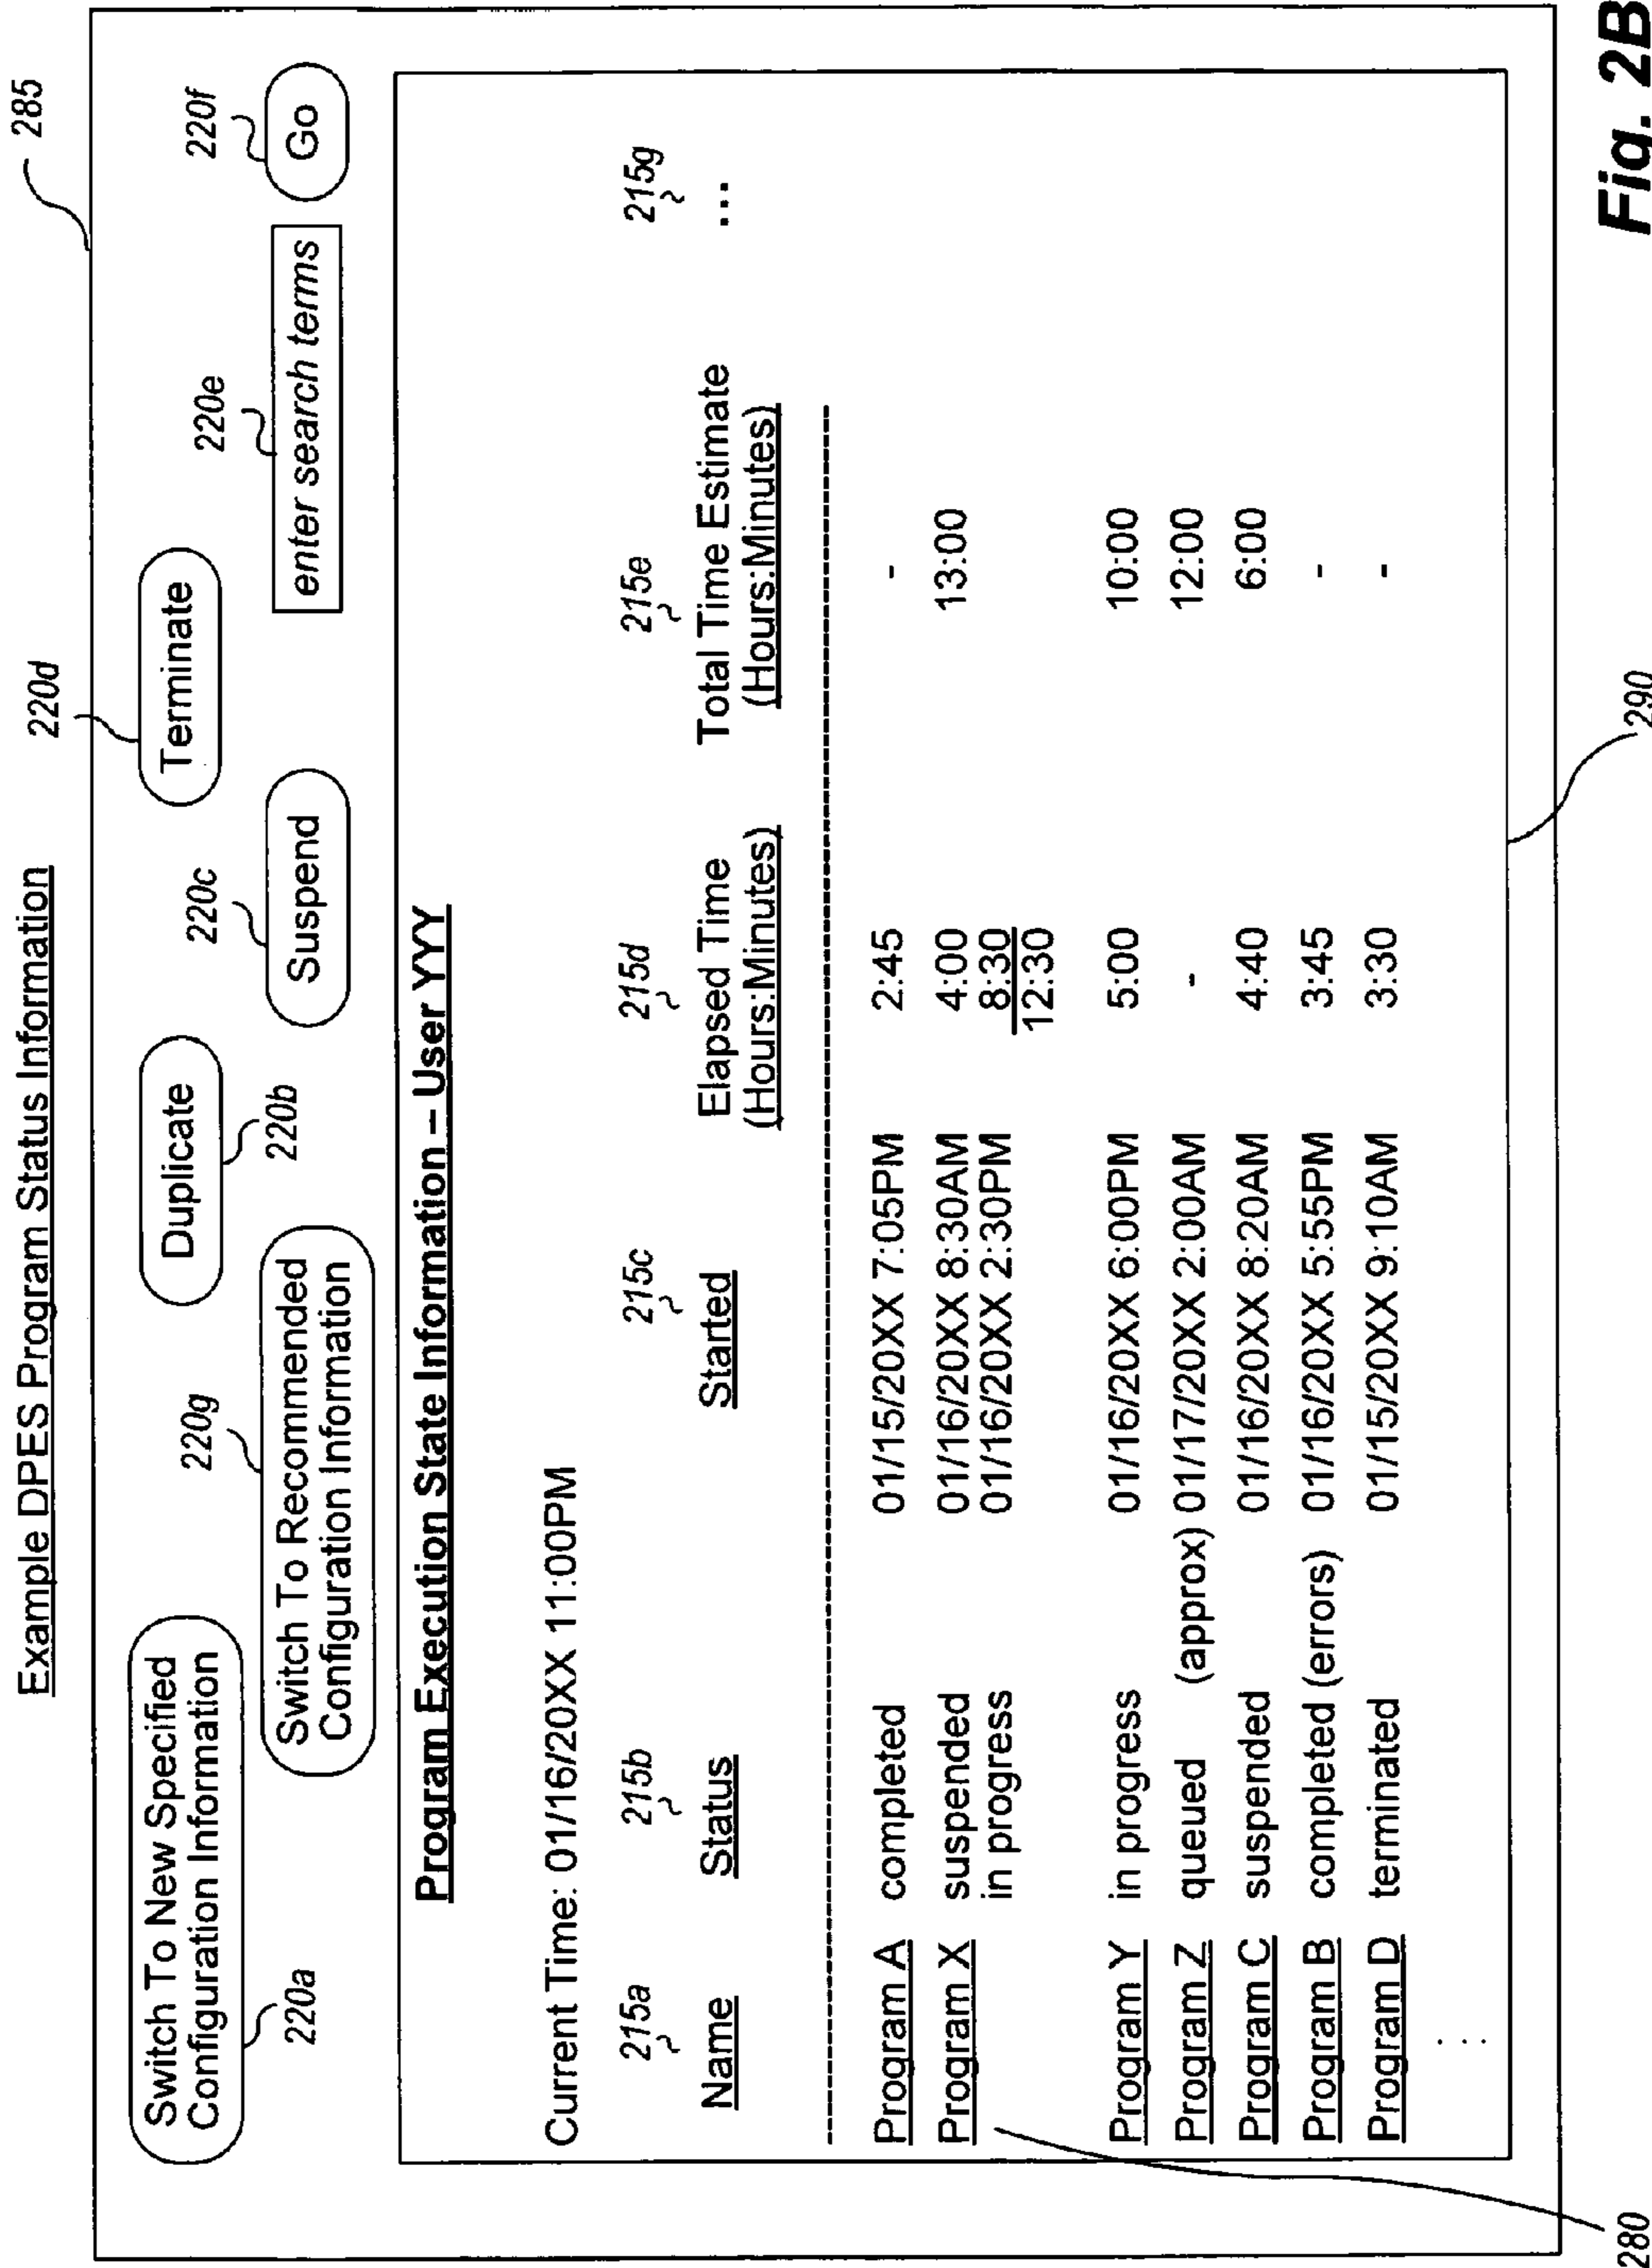 Example DPES Program Status Information
285
Switch To New Specified
Configuration Information
220a
220g
Switch To Recommended
Configuration Information
Duplicate
220b
220c
Suspend
220d
Terminate
220e
enter search terms
220f
Go
Program Execution State Information – User YYY
Current Time: 01/16/20XX 11:00PM
215a 215b 215c 215d 215e 215g
Name Status Started Elapsed Time Total Time Estimate ...
(Hours:Minutes) (Hours:Minutes)
Program A completed 01/15/20XX 7:05PM 2:45 -
Program X suspended 01/16/20XX 8:30AM 4:00 13:00
in progress 01/16/20XX 2:30PM 8:30
12:30
Program Y in progress 01/16/20XX 6:00PM 5:00 10:00
Program Z queued (approx) 01/17/20XX 2:00AM - 12:00
Program C suspended 01/16/20XX 8:20AM 4:40 6:00
Program B completed (errors) 01/16/20XX 5:55PM 3:45 -
Program D terminated 01/15/20XX 9:10AM 3:30 -
...
280
290
Fig. 2B